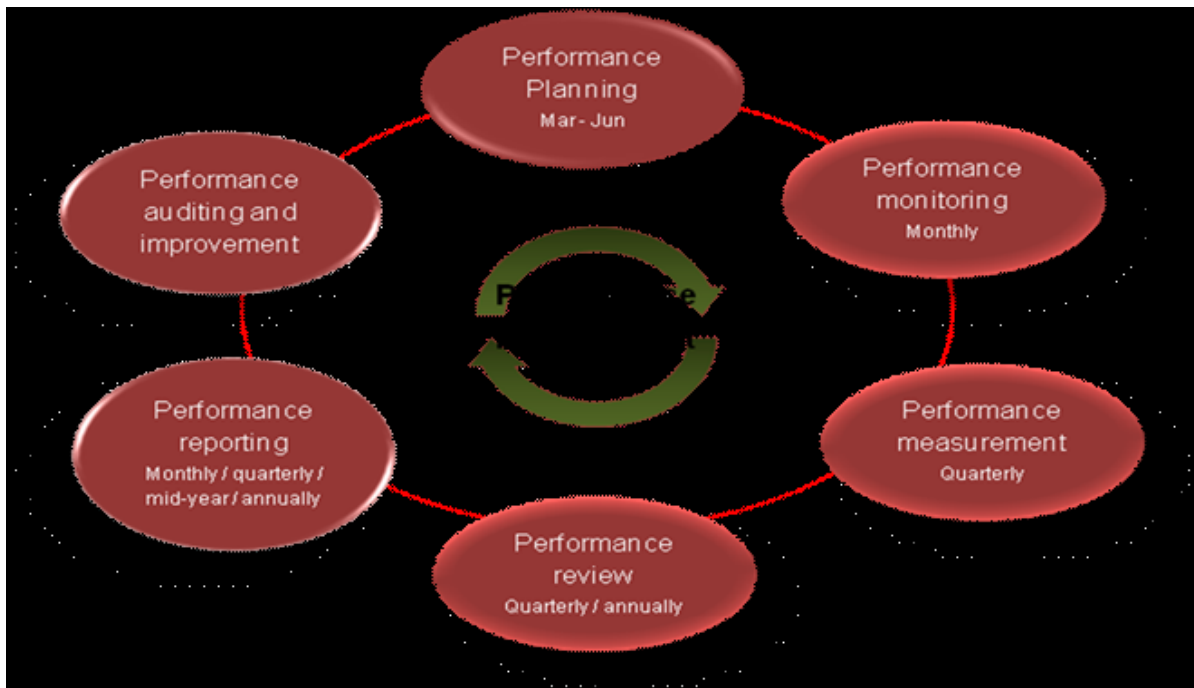 Performance
Planning
Mar - Jun
Performance
monitoring
Monthly
Performance
measurement
Quarterly
Performance
review
Quarterly / annually
Performance
reporting
Monthly / quarterly /
mid-year / annually
Performance
auditing and
improvement